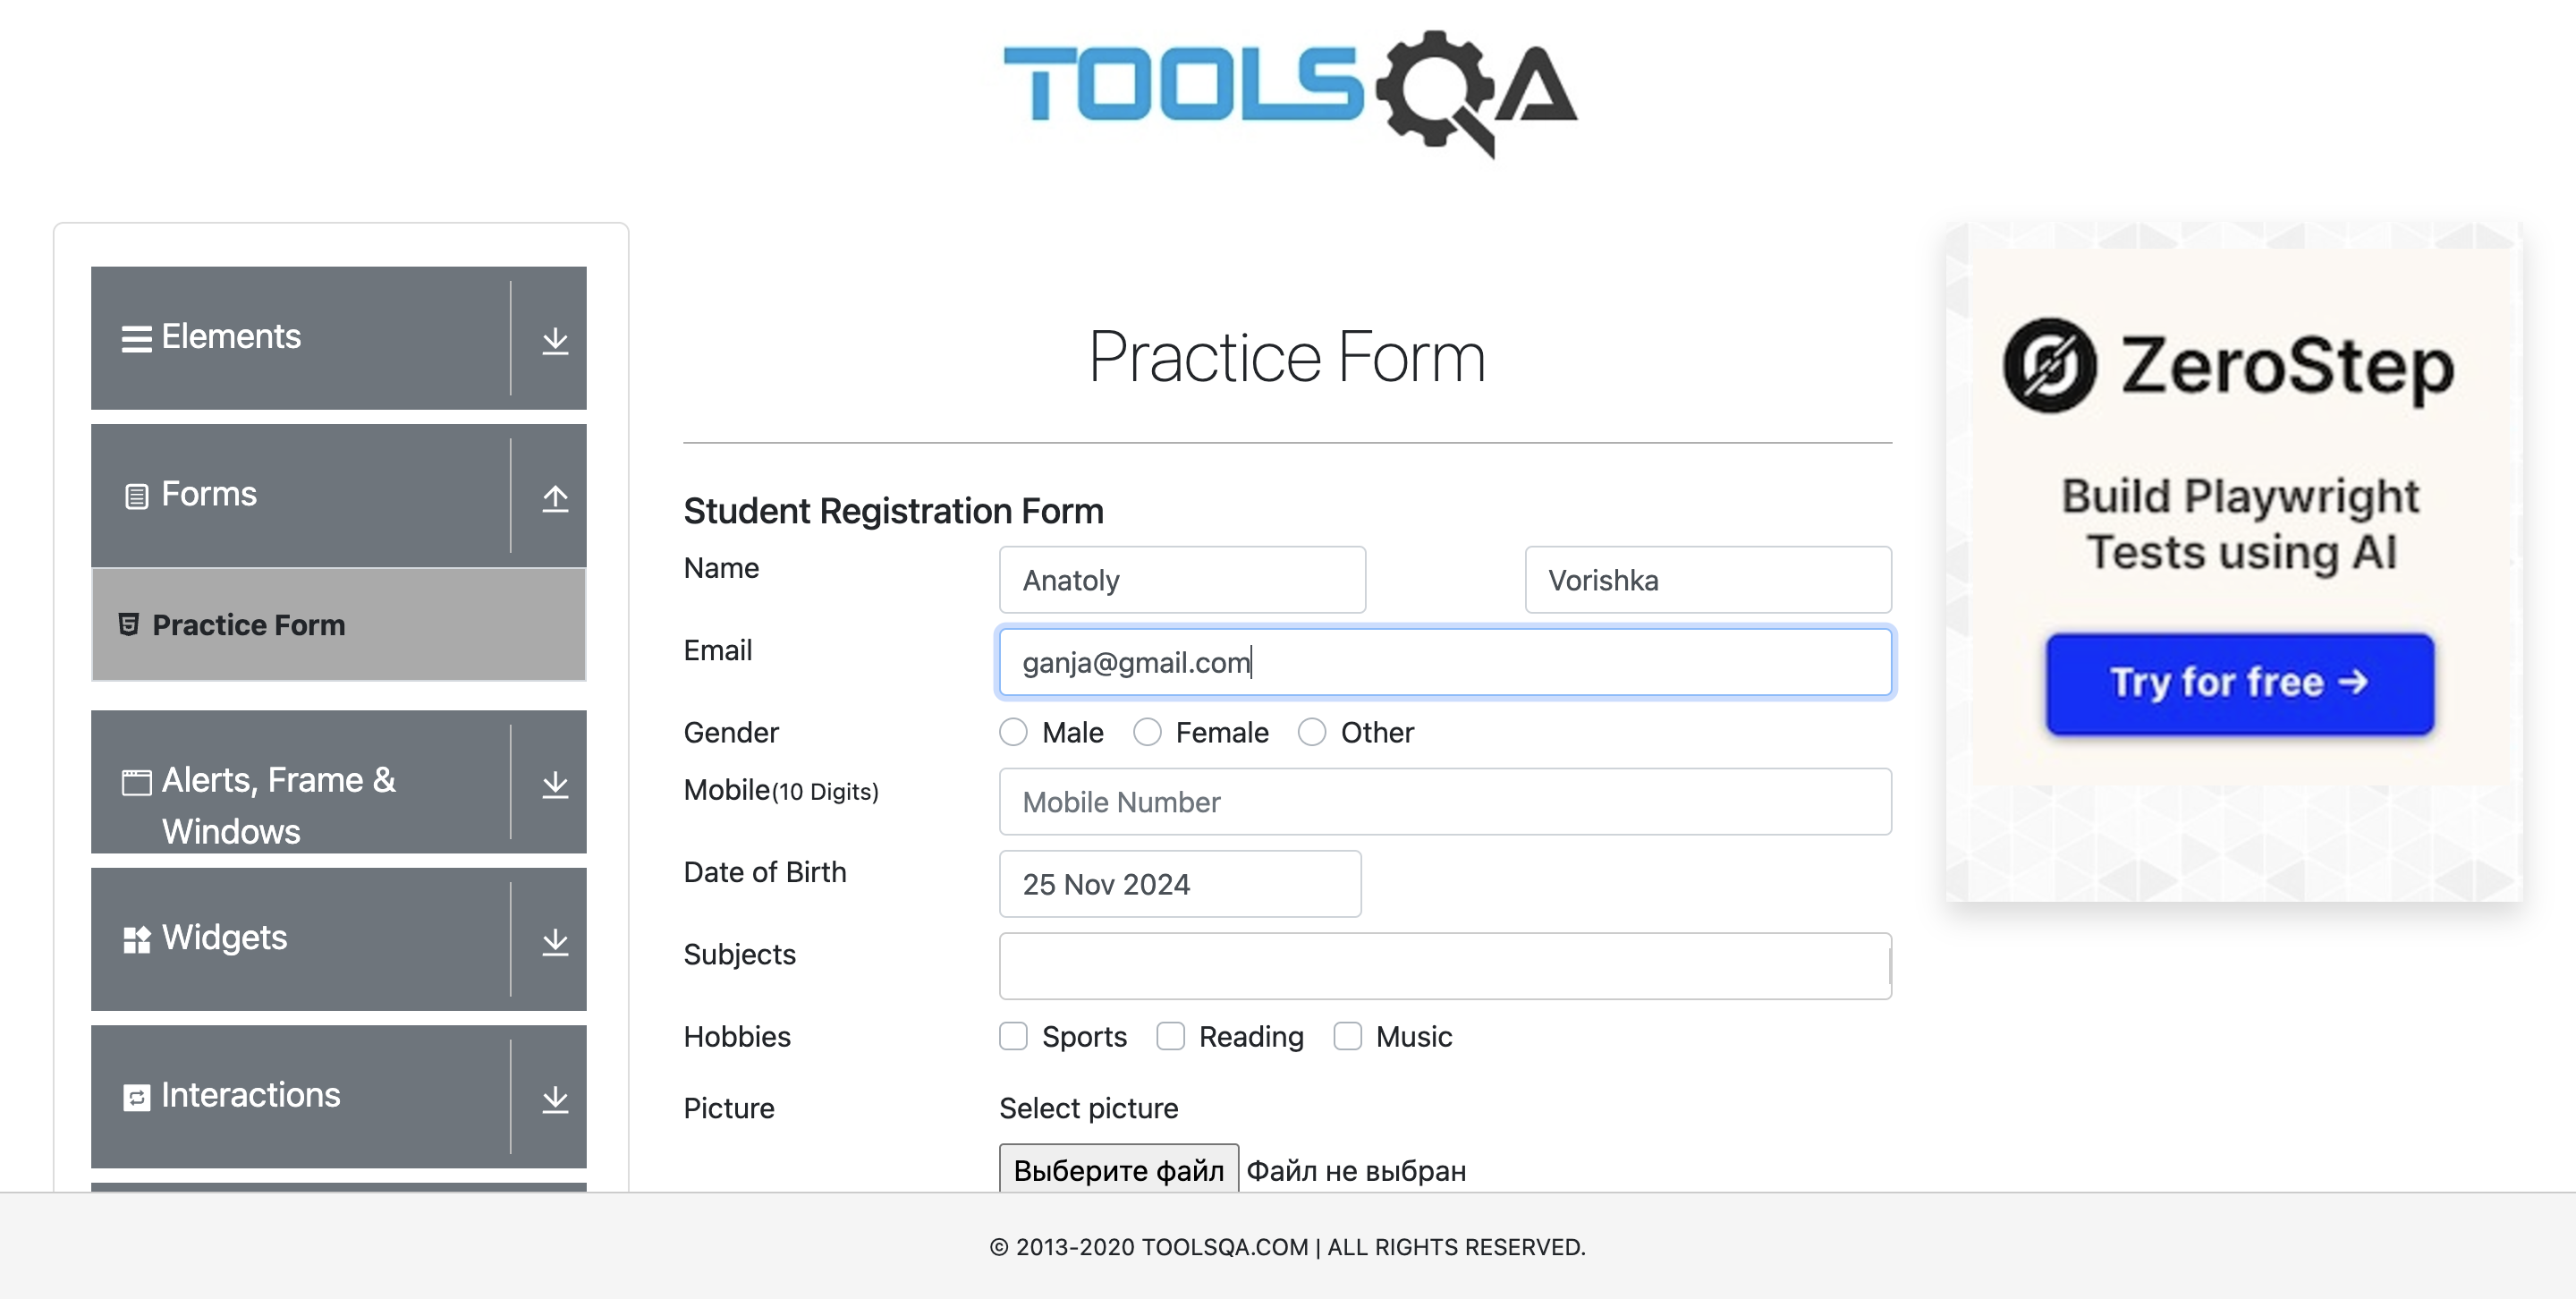 TOOLSQA
Elements
Forms
Practice Form
Alerts, Frame &
Windows
Widgets
Interactions
Practice Form
Student Registration Form
Name Anatoly Vorishka
Email ganja@gmail.com
Gender Male Female Other
Mobile(10 Digits) Mobile Number
Date of Birth 25 Nov 2024
Subjects
Hobbies Sports Reading Music
Picture Select picture
Выберите файл Файл не выбран
ZeroStep
Build Playwright
Tests using AI
Try for free →
© 2013-2020 TOOLSQA.COM | ALL RIGHTS RESERVED.